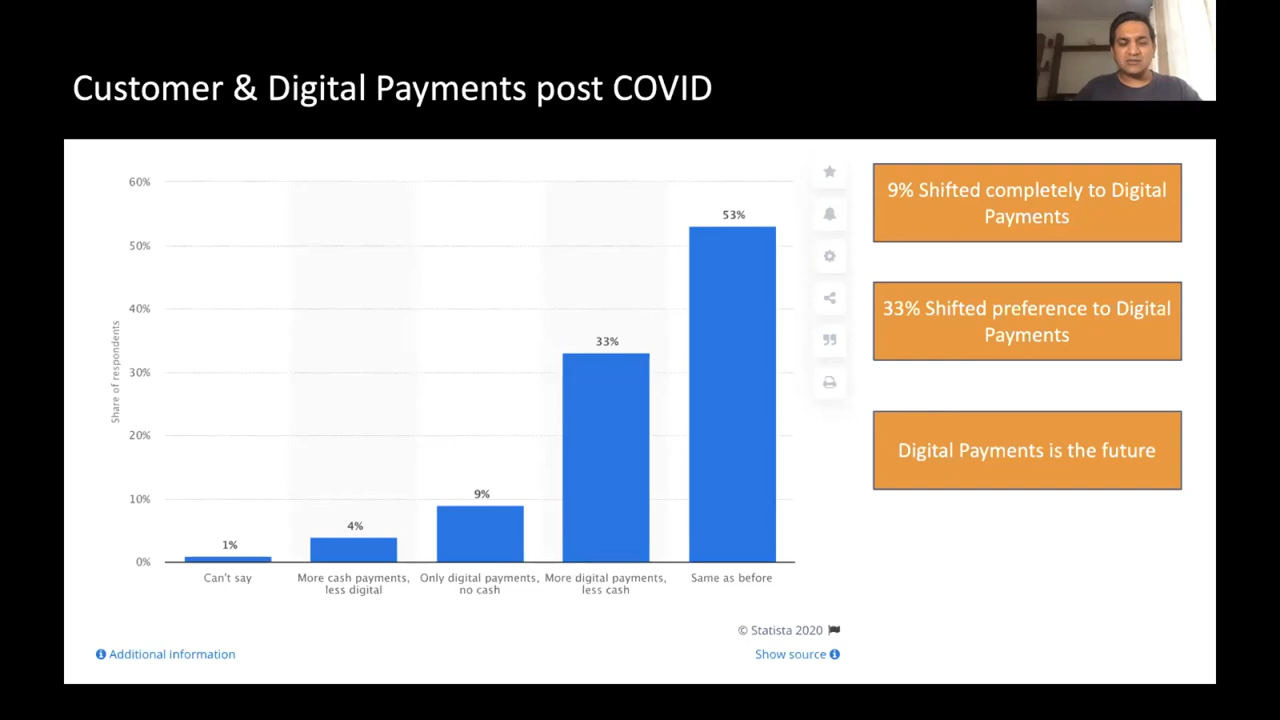 Customer & Digital Payments post COVID
60%
50%
40%
30%
20%
10%
0%
Share of respondents
1%
4%
9%
33%
53%
Can't say
More cash payments,
less digital
Only digital payments,
no cash
More digital payments,
less cash
Same as before
© Statista 2020
Additional information
Show source
9% Shifted completely to Digital
Payments
33% Shifted preference to Digital
Payments
Digital Payments is the future